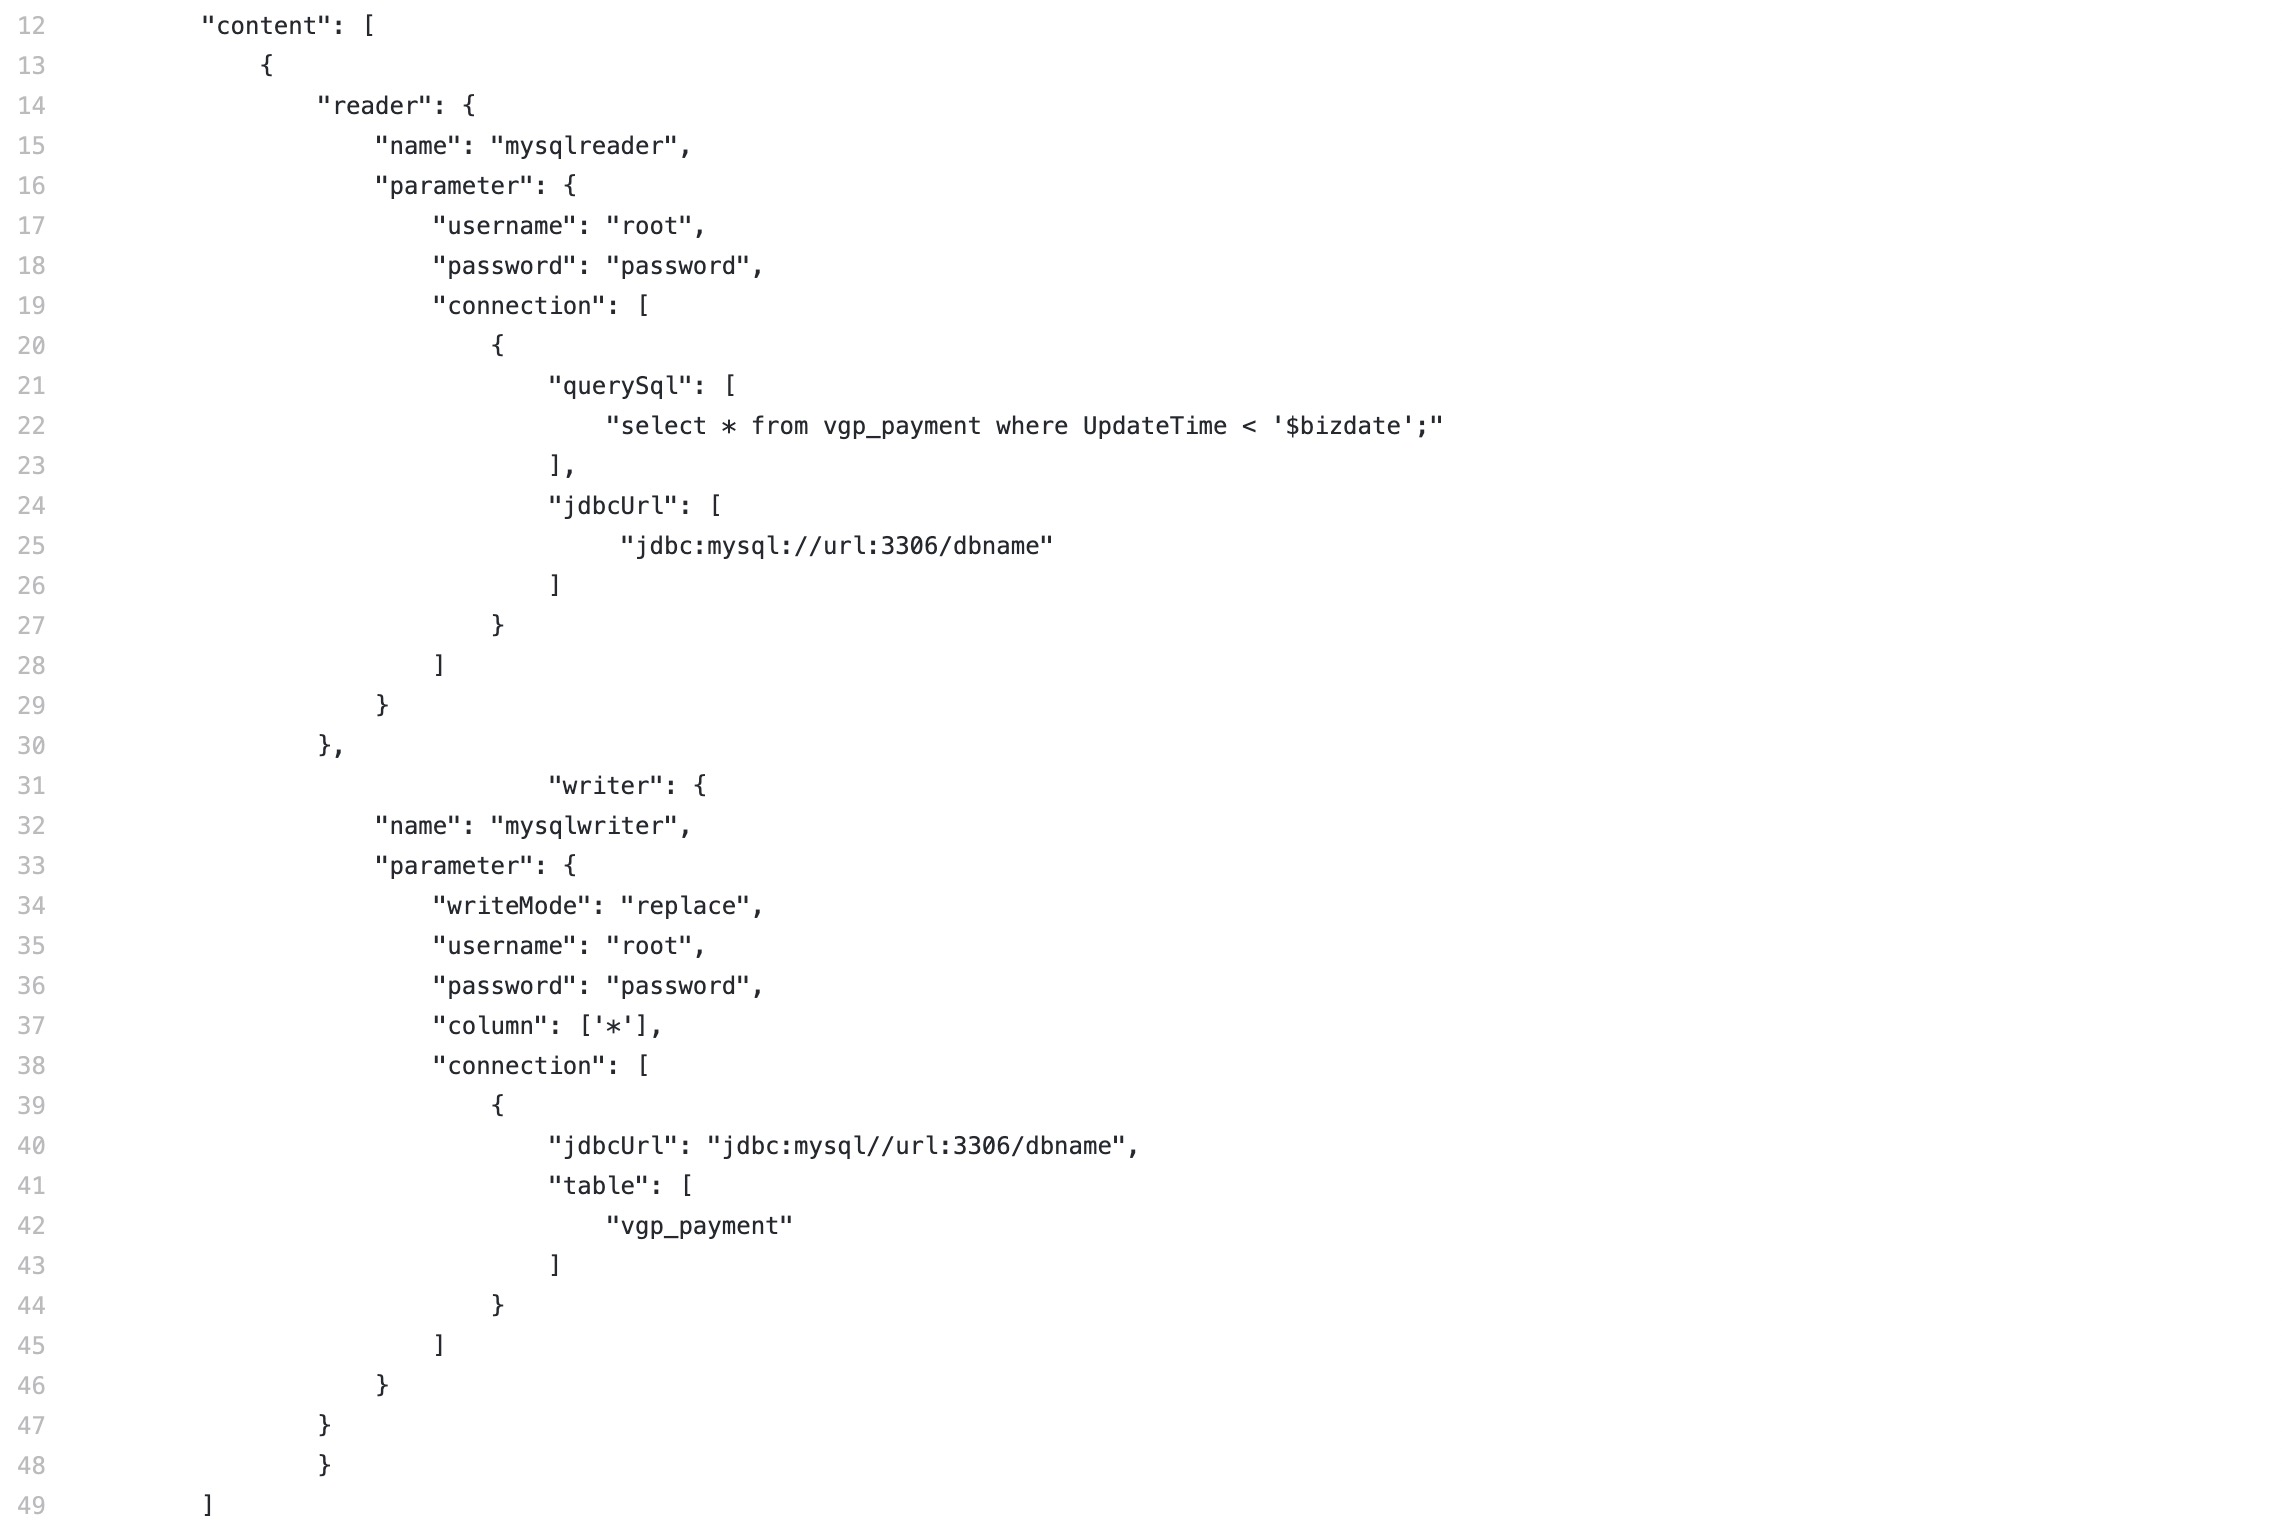 12 "content": [
13 {
14 "reader": {
15 "name": "mysqlreader",
16 "parameter": {
17 "username": "root",
18 "password": "password",
19 "connection": [
20 {
21 "querySql": [
22 "select * from vgp_payment where UpdateTime < '$bizdate';"
23 ],
24 "jdbcUrl": [
25 "jdbc:mysql://url:3306/dbname"
26 ]
27 }
28 ]
29 }
30 },
31 "writer": {
32 "name": "mysqlwriter",
33 "parameter": {
34 "writeMode": "replace",
35 "username": "root",
36 "password": "password",
37 "column": ['*'],
38 "connection": [
39 {
40 "jdbcUrl": "jdbc:mysql//url:3306/dbname",
41 "table": [
42 "vgp_payment"
43 ]
44 }
45 ]
46 }
47 }
48 }
49 ]